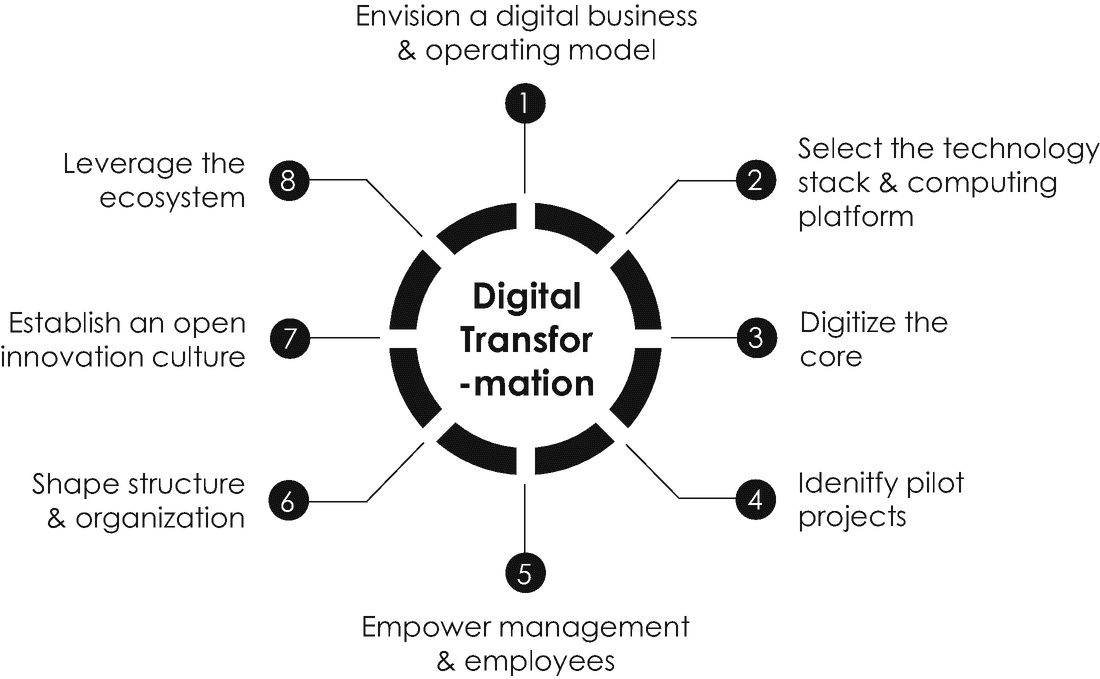 1
Envision a digital business
& operating model
2
Select the technology
stack & computing
platform
3
Digitize the
core
4
Idenitfy pilot
projects
5
Empower management
& employees
6
Shape structure
& organization
7
Establish an open
innovation culture
8
Leverage the
ecosystem
Digital
Transfor
-mation